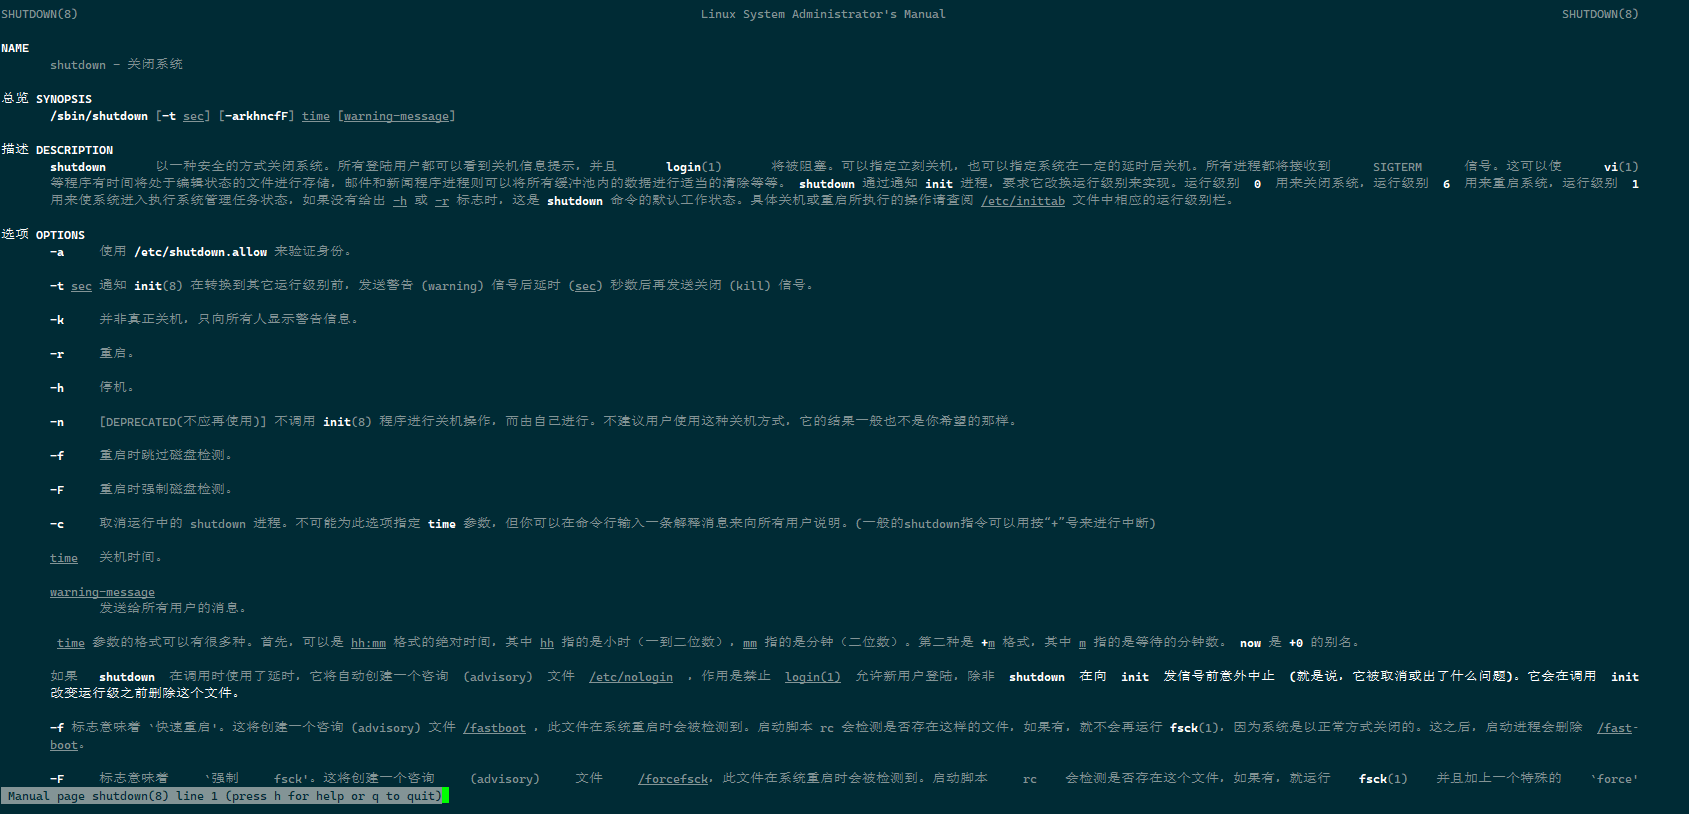 SHUTDOWN(8) Linux System Administrator's Manual SHUTDOWN(8)
NAME
shutdown - 关闭系统
总览 SYNOPSIS
/sbin/shutdown [-t sec] [-arkhncfF] time [warning-message]
描述 DESCRIPTION
shutdown 以一种安全的方式关闭系统。所有登陆用户都可以看到关机信息提示，并且 login(1) 将被阻塞。可以指定立刻关机，也可以指定系统在一定的延时后关机。所有进程都将接收到 SIGTERM 信号。这可以使 vi(1)
等程序有时间将处于编辑状态的文件进行存储，邮件和新闻程序进程则可以将所有缓冲池内的数据进行适当的清除等等。 shutdown 通过通知 init 进程，要求它改换运行级别来实现。运行级别 0 用来关闭系统，运行级别 6 用来重启系统，运行级别 1
用来使系统进入执行系统管理任务状态，如果没有给出 -h 或 -r 标志时，这是 shutdown 命令的默认工作状态。具体关机或重启所执行的操作请查阅 /etc/inittab 文件中相应的运行级别栏。
选项 OPTIONS
-a 使用 /etc/shutdown.allow 来验证身份。
-t sec 通知 init(8) 在转换到其它运行级别前，发送警告 (warning) 信号后延时 (sec) 秒数后再发送关闭 (kill) 信号。
-k 并非真正关机，只向所有人显示警告信息。
-r 重启。
-h 停机。
-n [DEPRECATED(不应再使用)] 不调用 init(8) 程序进行关机操作，而由自己进行。不建议用户使用这种关机方式，它的结果一般也不是你希望的那样。
-f 重启时跳过磁盘检测。
-F 重启时强制磁盘检测。
-c 取消运行中的 shutdown 进程。不可能为此选项指定 time 参数，但你可以在命令行输入一条解释消息来向所有用户说明。(一般的shutdown指令可以用按“+”号来进行中断)
time 关机时间。
warning-message
发送给所有用户的消息。
time 参数的格式可以有很多种。首先，可以是 hh:mm 格式的绝对时间，其中 hh 指的是小时（一到二位数），mm 指的是分钟（二位数）。第二种是 +m 格式，其中 m 指的是等待的分钟数。 now 是 +0 的别名。
如果 shutdown 在调用时使用了延时，它将自动创建一个咨询 (advisory) 文件 /etc/nologin ，作用是禁止 login(1) 允许新用户登陆，除非 shutdown 在向 init 发信号前意外中止 (就是说，它被取消或出了什么问题)。它会在调用 init
改变运行级之前删除这个文件。
-f 标志意味着 `快速重启'。这将创建一个咨询 (advisory) 文件 /fastboot ，此文件在系统重启时会被检测到。启动脚本 rc 会检测是否存在这样的文件，如果有，就不会再运行 fsck(1)，因为系统是以正常方式关闭的。这之后，启动进程会删除 /fast-
boot。
-F 标志意味着 `强制 fsck'。这将创建一个咨询 (advisory) 文件 /forcefsck，此文件在系统重启时会被检测到。启动脚本 rc 会检测是否存在这个文件，如果有，就运行 fsck(1) 并且加上一个特殊的 `force'
Manual page shutdown(8) line 1 (press h for help or q to quit)